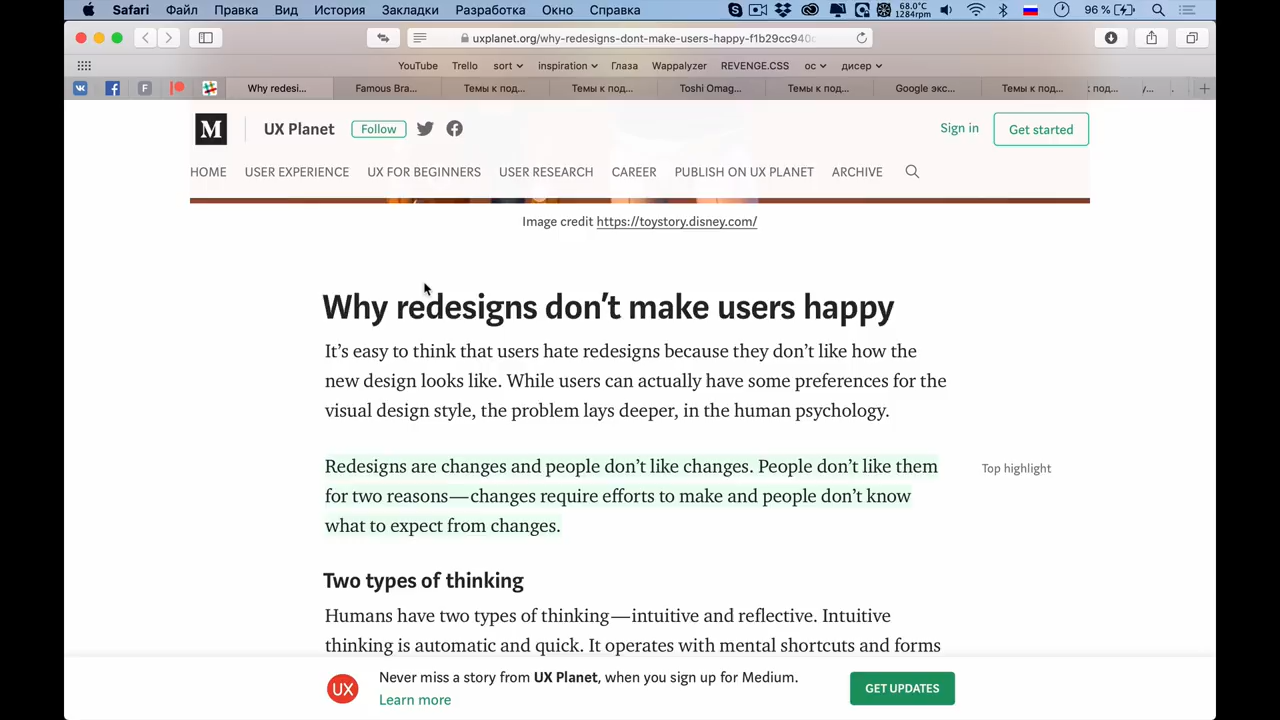 Safari Файл Правка Вид История Закладки Разработка Окно Справка 68.0°C 1284rpm 96 %
uxplanet.org/why-redesigns-dont-make-users-happy-f1b29cc940
YouTube Trello sort inspiration Глаза Wappalyzer REVENGE.CSS ос дисер
F Why redesi... Famous Bra... Темы к под... Темы к под... Toshi Omag... Темы к под... Google экс... Темы к под... к под... у... .
M UX Planet Follow Sign in Get started
HOME USER EXPERIENCE UX FOR BEGINNERS USER RESEARCH CAREER PUBLISH ON UX PLANET ARCHIVE
Image credit https://toystory.disney.com/
Why redesigns don’t make users happy
It’s easy to think that users hate redesigns because they don’t like how the
new design looks like. While users can actually have some preferences for the
visual design style, the problem lays deeper, in the human psychology.
Redesigns are changes and people don’t like changes. People don’t like them
for two reasons — changes require efforts to make and people don’t know
what to expect from changes.
Top highlight
Two types of thinking
Humans have two types of thinking — intuitive and reflective. Intuitive
thinking is automatic and quick. It operates with mental shortcuts and forms
UX Never miss a story from UX Planet, when you sign up for Medium.
Learn more
GET UPDATES